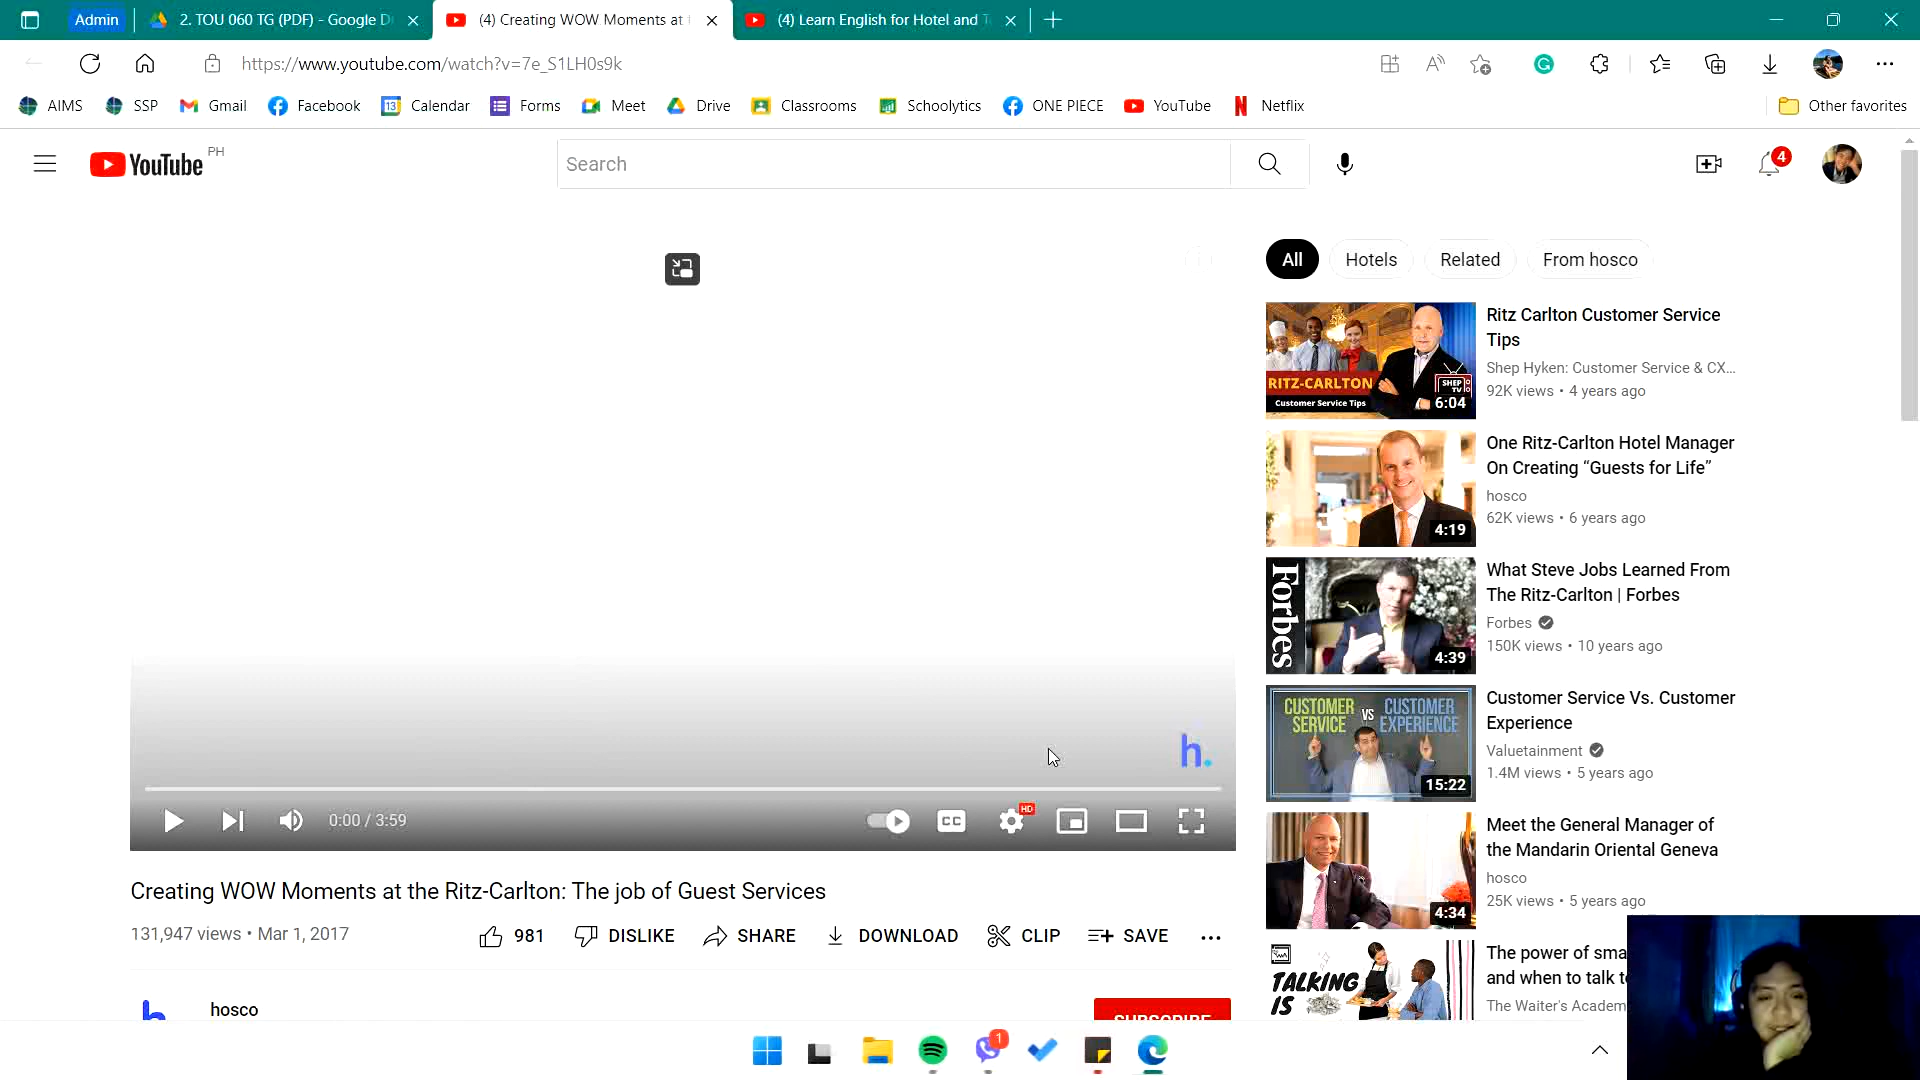 Admin
2. TOU 060 TG (PDF) - Google D
(4) Creating WOW Moments at
(4) Learn English for Hotel and T
https://www.youtube.com/watch?v=7e_S1LH0s9k
AIMS
SSP
Gmail
Facebook
Calendar
Forms
Meet
Drive
Classrooms
Schoolytics
ONE PIECE
YouTube
Netflix
Other favorites
YouTube PH
Search
4
All
Hotels
Related
From hosco
RITZ-CARLTON
Customer Service Tips
SHEP TV
6:04
Ritz Carlton Customer Service
Tips
Shep Hyken: Customer Service & CX...
92K views • 4 years ago
4:19
One Ritz-Carlton Hotel Manager
On Creating “Guests for Life”
hosco
62K views • 6 years ago
Forbes
4:39
What Steve Jobs Learned From
The Ritz-Carlton | Forbes
Forbes
150K views • 10 years ago
CUSTOMER SERVICE VS CUSTOMER EXPERIENCE
15:22
Customer Service Vs. Customer
Experience
Valuetainment
1.4M views • 5 years ago
4:34
Meet the General Manager of
the Mandarin Oriental Geneva
hosco
25K views • 5 years ago
TALKING
IS
The power of sma
and when to talk t
The Waiter's Academ
h.
0:00 / 3:59
CC
HD
Creating WOW Moments at the Ritz-Carlton: The job of Guest Services
131,947 views • Mar 1, 2017
981
DISLIKE
SHARE
DOWNLOAD
CLIP
SAVE
hosco
SUBSCRIBE
1